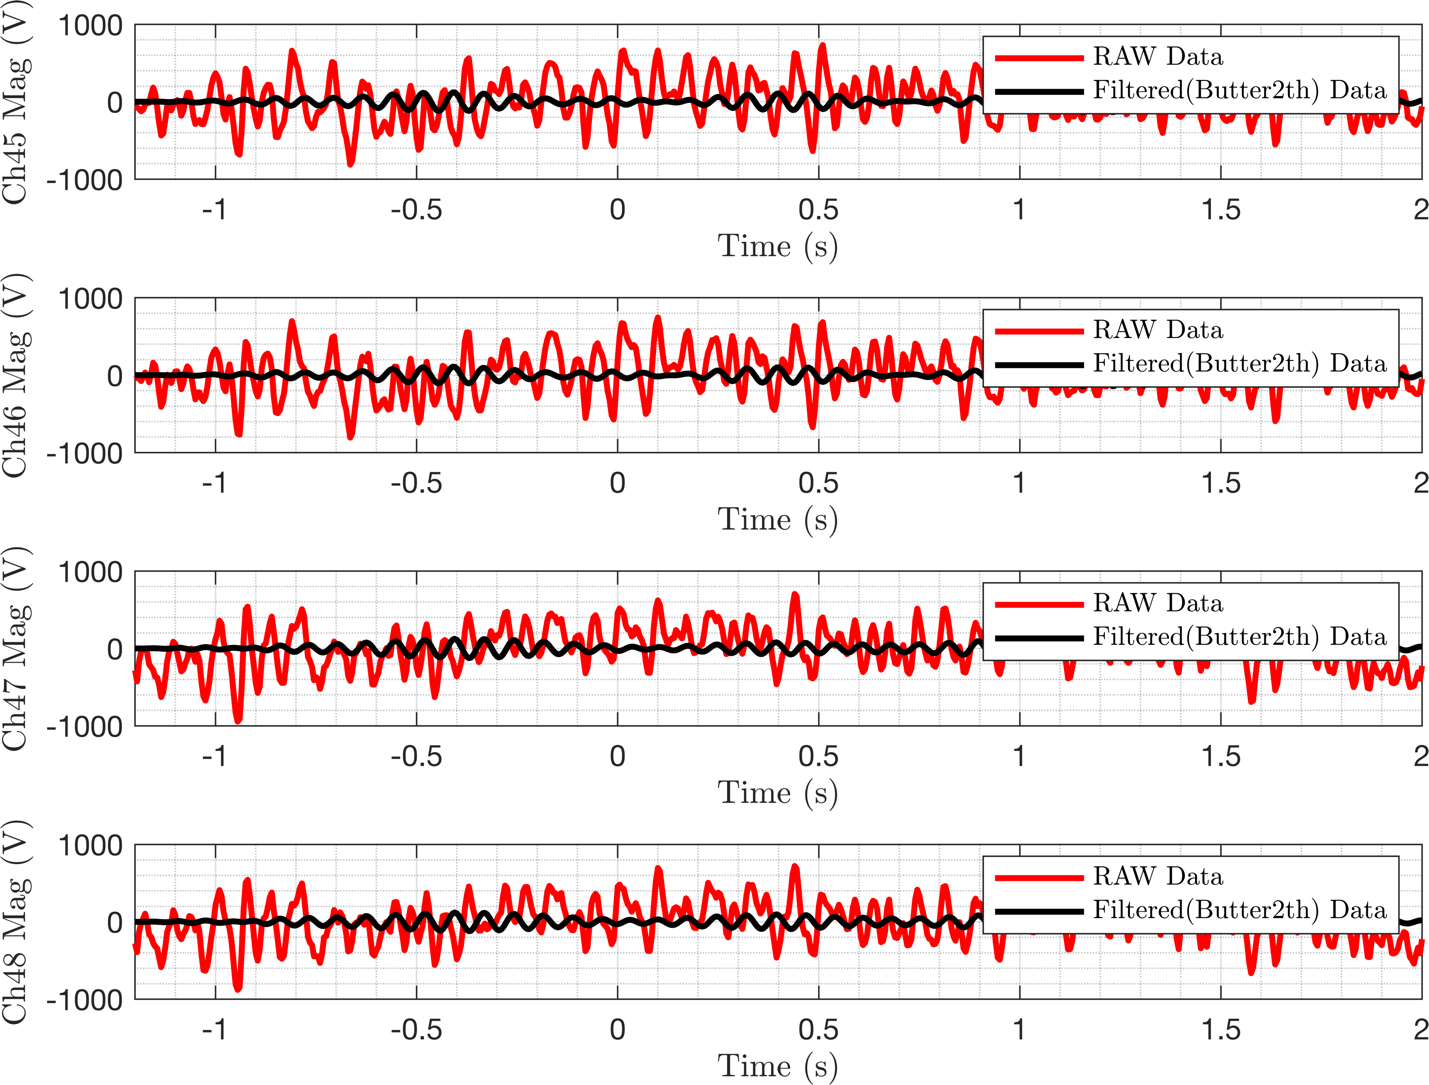 Ch45 Mag (V)
1000
0
-1000
RAW Data
Filtered(Butter2th) Data
-1 -0.5 0 0.5 1 1.5 2
Time (s)
Ch46 Mag (V)
1000
0
-1000
RAW Data
Filtered(Butter2th) Data
-1 -0.5 0 0.5 1 1.5 2
Time (s)
Ch47 Mag (V)
1000
0
-1000
RAW Data
Filtered(Butter2th) Data
-1 -0.5 0 0.5 1 1.5 2
Time (s)
Ch48 Mag (V)
1000
0
-1000
RAW Data
Filtered(Butter2th) Data
-1 -0.5 0 0.5 1 1.5 2
Time (s)